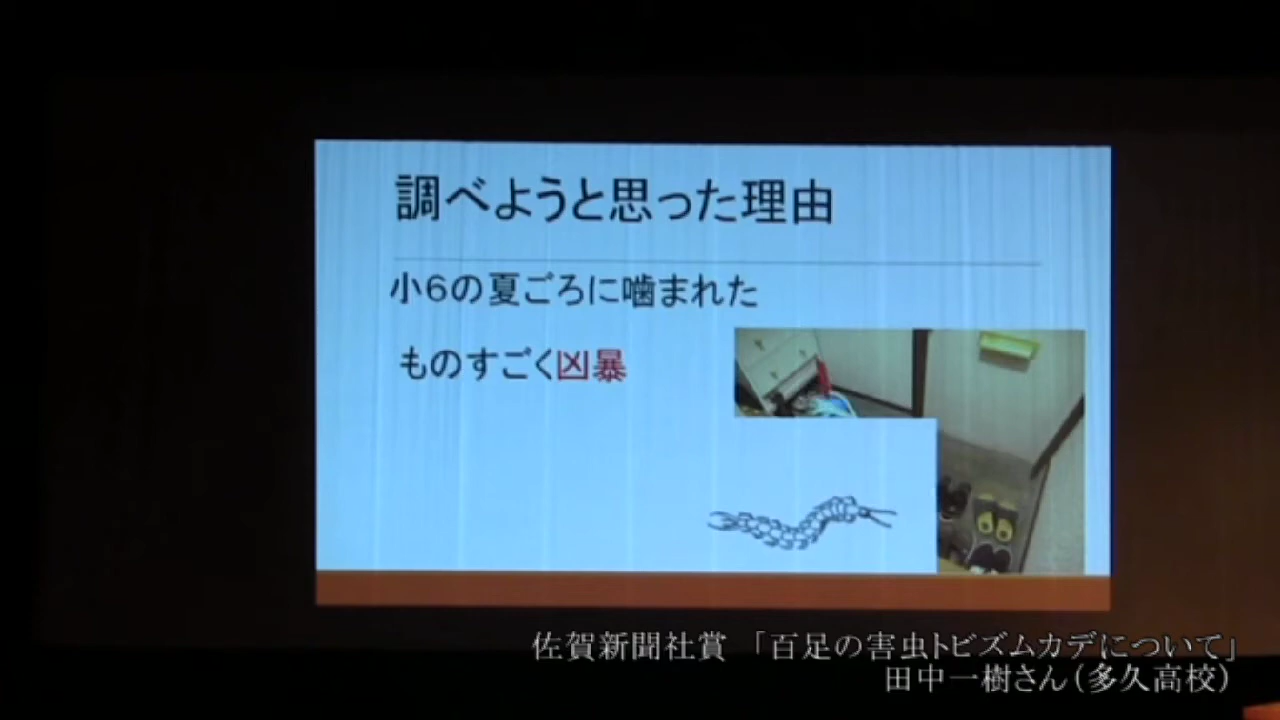 調べようと思った理由
小６の夏ごろに噛まれた
ものすごく凶暴
佐賀新聞社賞 「百足の害虫トビズムカデについて」
田中一樹さん（多久高校）